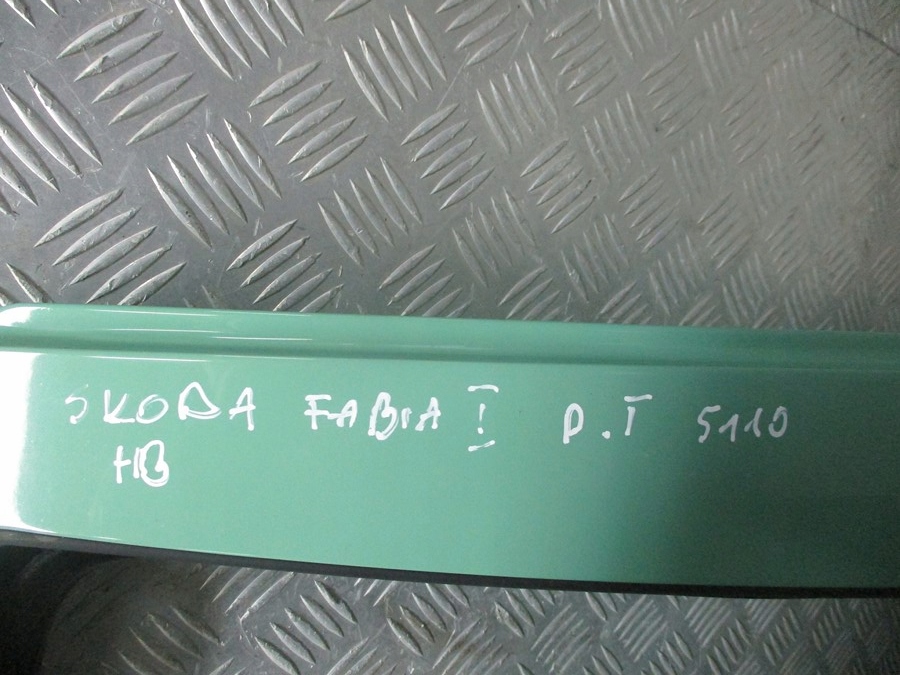 SKODA FABIA I P.T 5110
HB